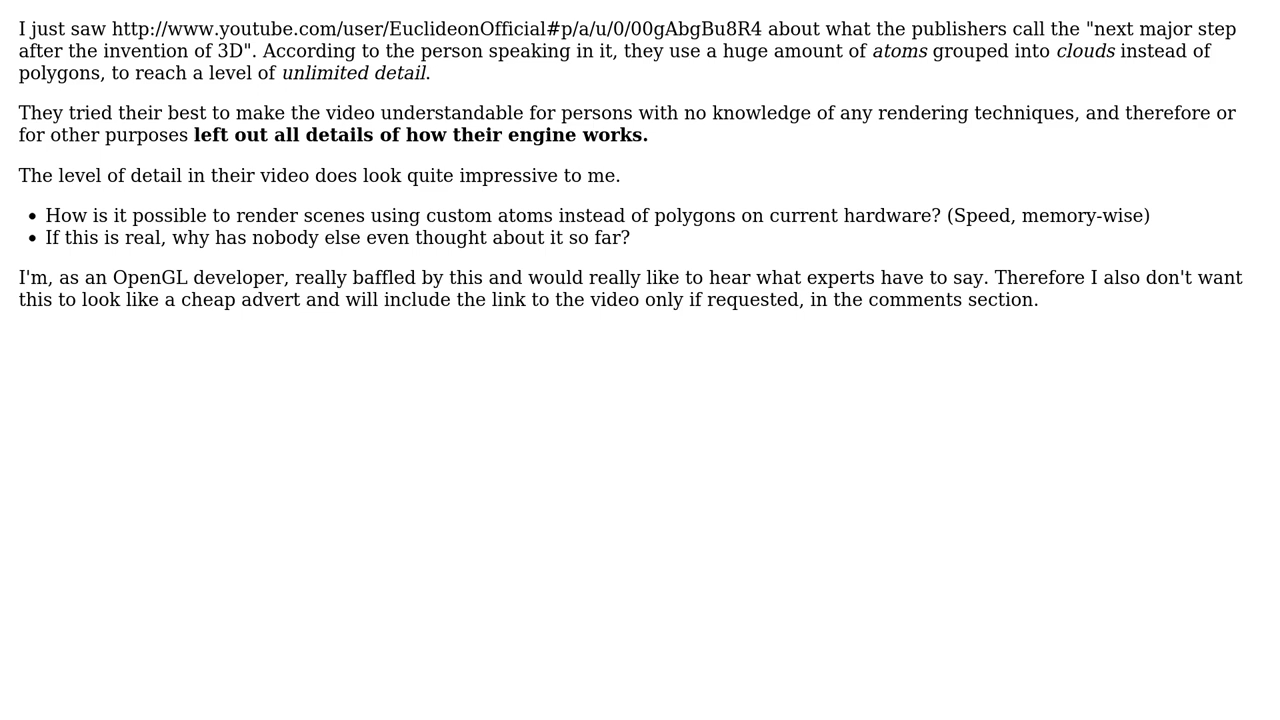 I just saw http://www.youtube.com/user/EuclideonOfficial#p/a/u/0/00gAbgBu8R4 about what the publishers call the "next major step
after the invention of 3D". According to the person speaking in it, they use a huge amount of atoms grouped into clouds instead of
polygons, to reach a level of unlimited detail.
They tried their best to make the video understandable for persons with no knowledge of any rendering techniques, and therefore or
for other purposes left out all details of how their engine works.
The level of detail in their video does look quite impressive to me.
• How is it possible to render scenes using custom atoms instead of polygons on current hardware? (Speed, memory-wise)
• If this is real, why has nobody else even thought about it so far?
I'm, as an OpenGL developer, really baffled by this and would really like to hear what experts have to say. Therefore I also don't want
this to look like a cheap advert and will include the link to the video only if requested, in the comments section.